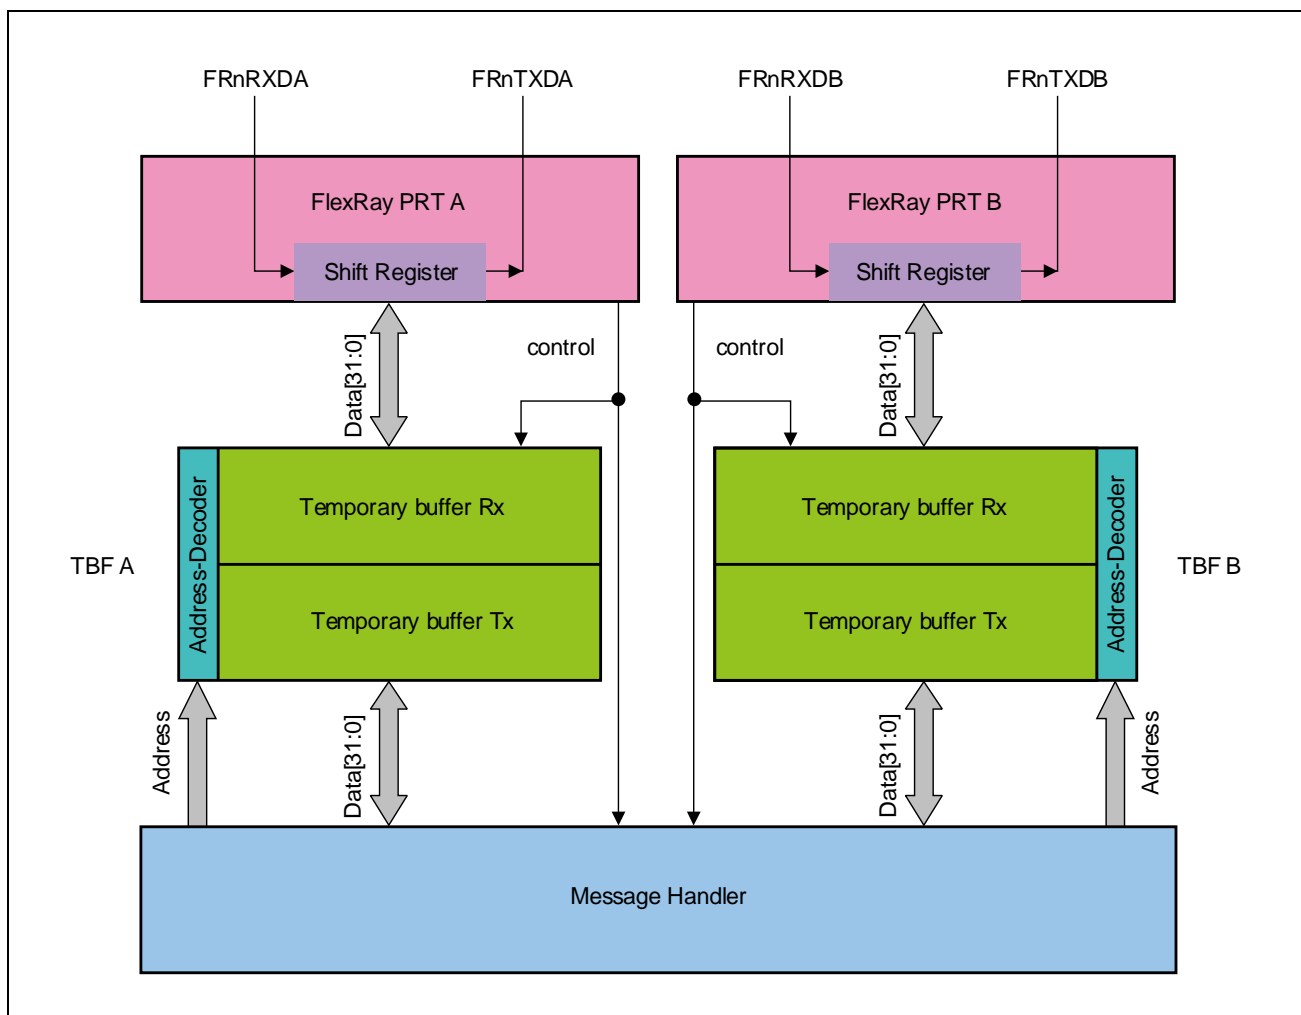 FRnRXDA
FRnTXDA
FRnRXDB
FRnTXDB
FlexRay PRT A
FlexRay PRT B
Shift Register
Shift Register
Data[31:0]
control
control
Data[31:0]
TBF A
Address-Decoder
Temporary buffer Rx
Temporary buffer Tx
Temporary buffer Rx
Temporary buffer Tx
Address-Decoder
TBF B
Address
Data[31:0]
Data[31:0]
Address
Message Handler